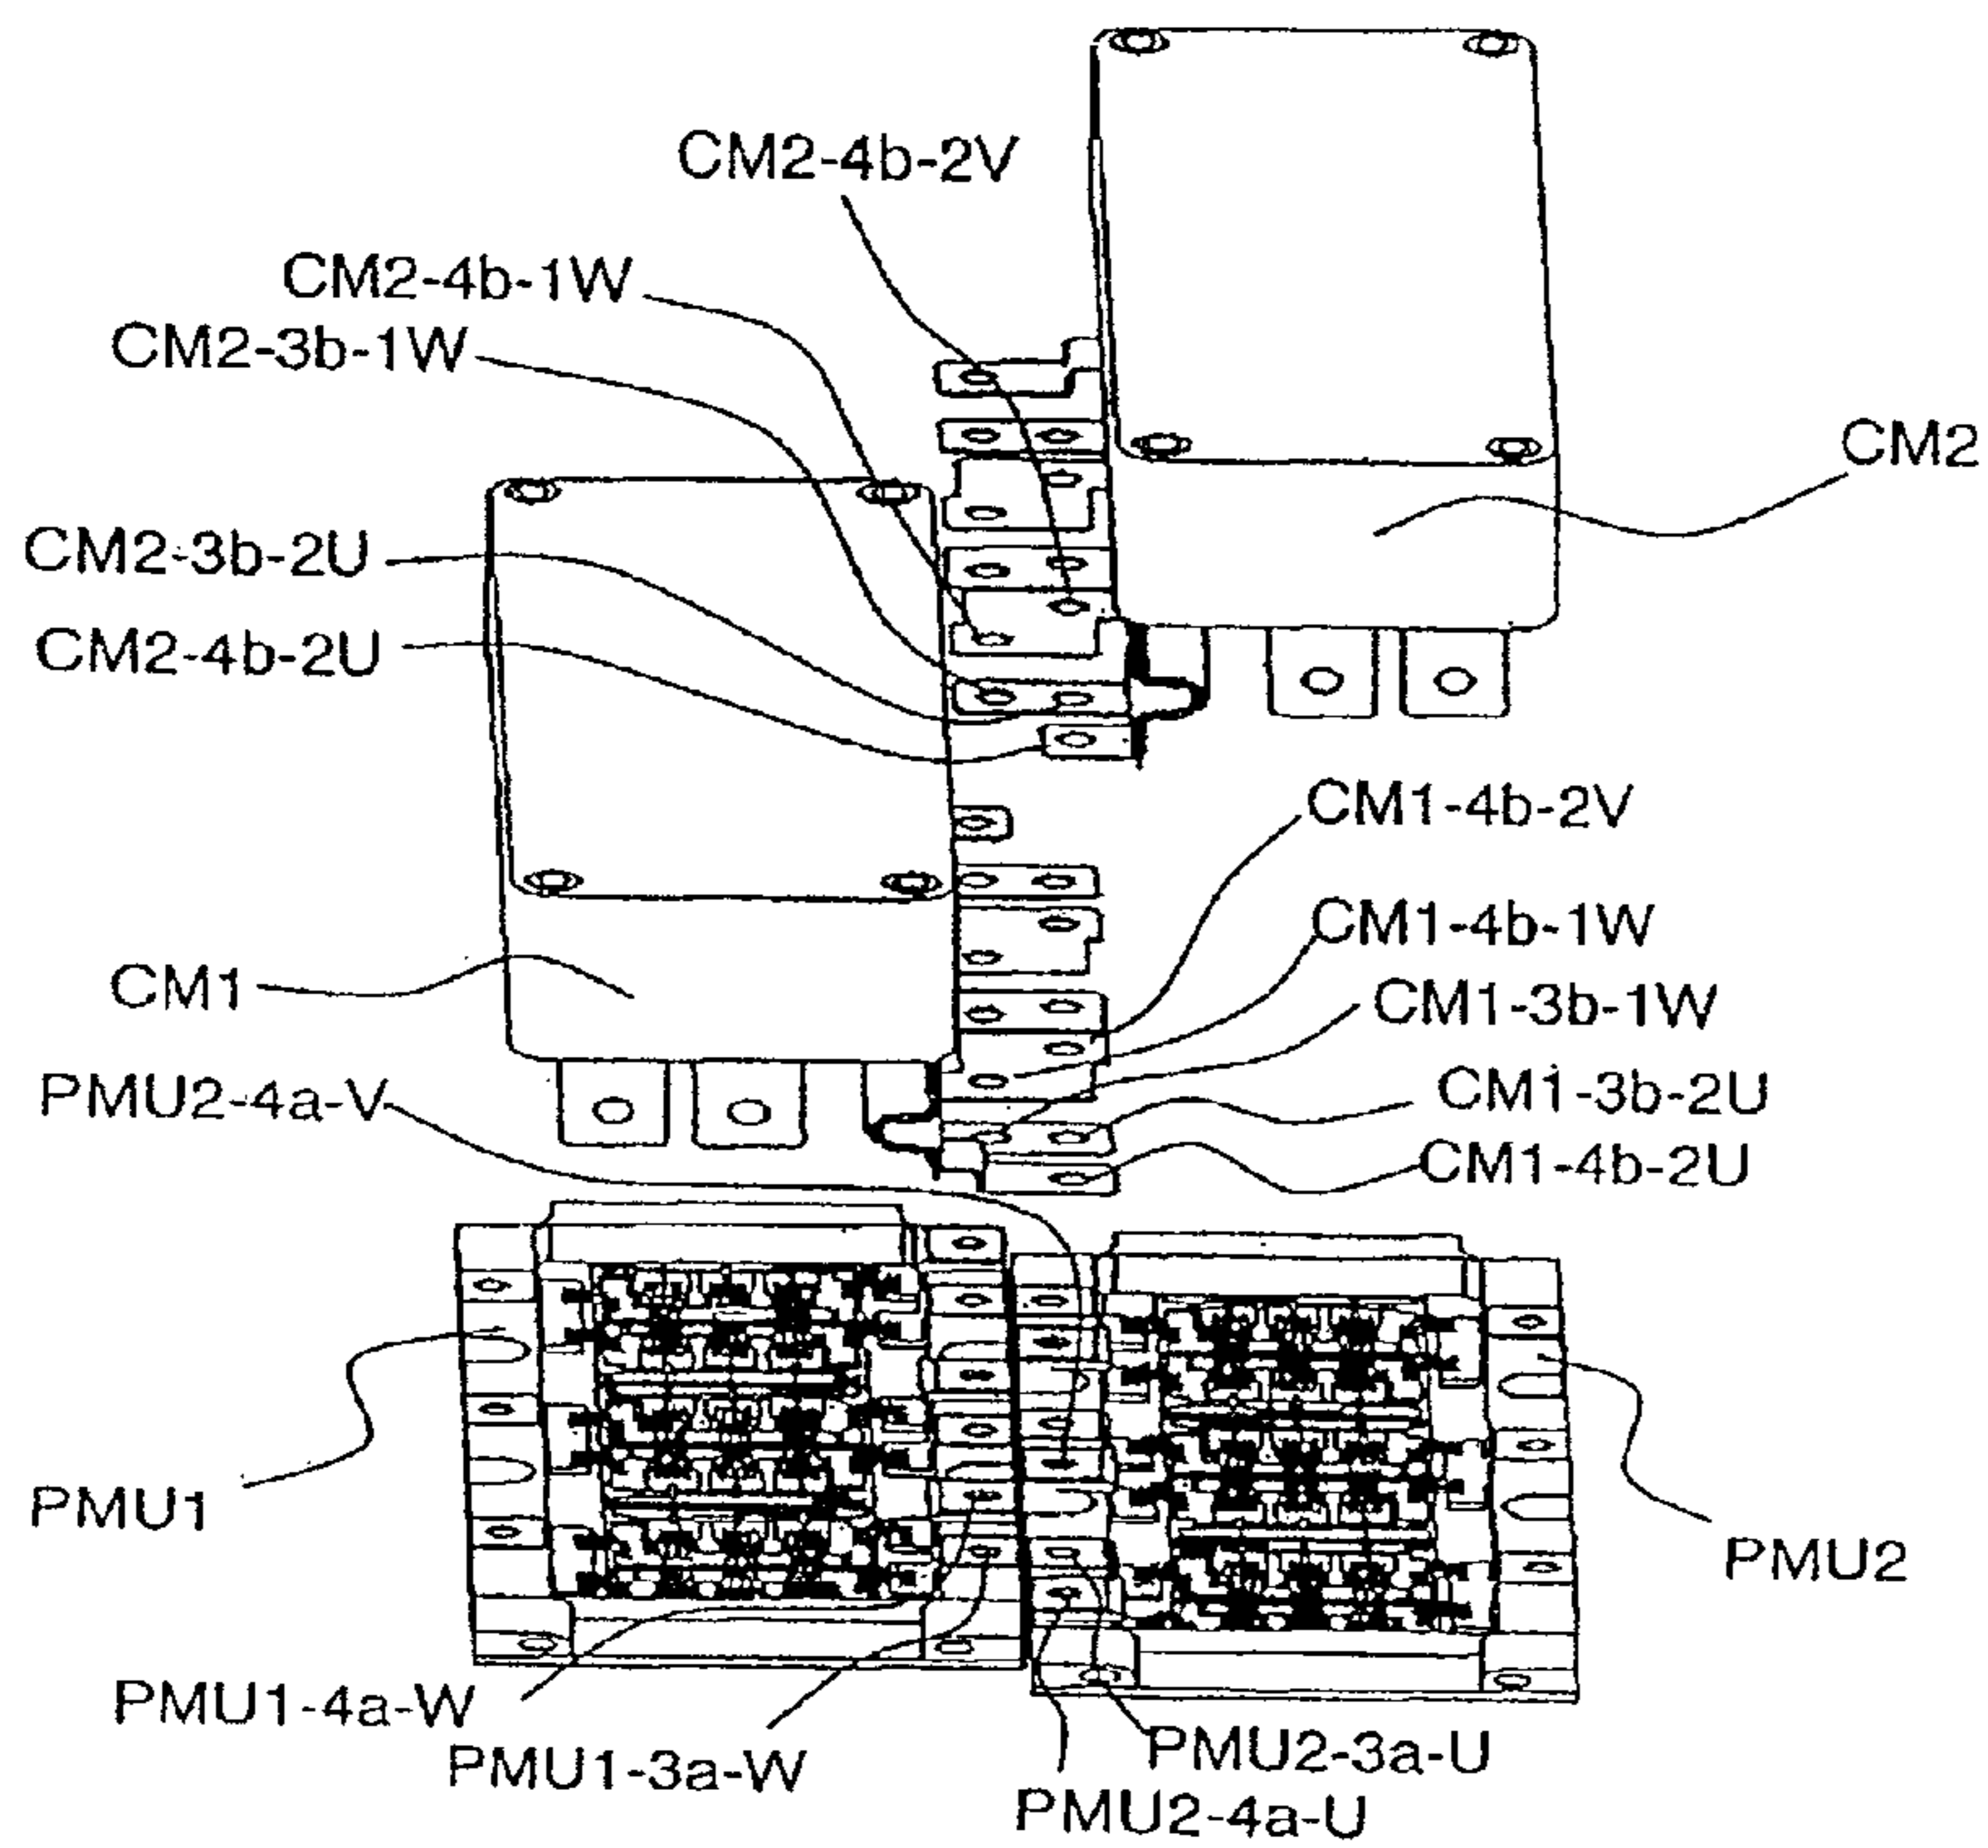 CM2-4b-2V
CM2-4b-1W
CM2-3b-1W
CM2
CM2-3b-2U
CM2-4b-2U
CM1-4b-2V
CM1-4b-1W
CM1
CM1-3b-1W
PMU2-4a-V
CM1-3b-2U
CM1-4b-2U
PMU1
PMU2
PMU1-4a-W
PMU1-3a-W
PMU2-3a-U
PMU2-4a-U